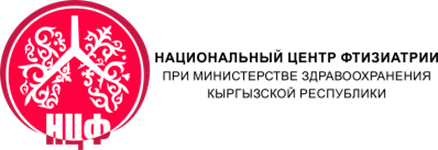 НЦФ
НАЦИОНАЛЬНЫЙ ЦЕНТР ФТИЗИАТРИИ
ПРИ МИНИСТЕРСТВЕ ЗДРАВООХРАНЕНИЯ
КЫРГЫЗСКОЙ РЕСПУБЛИКИ